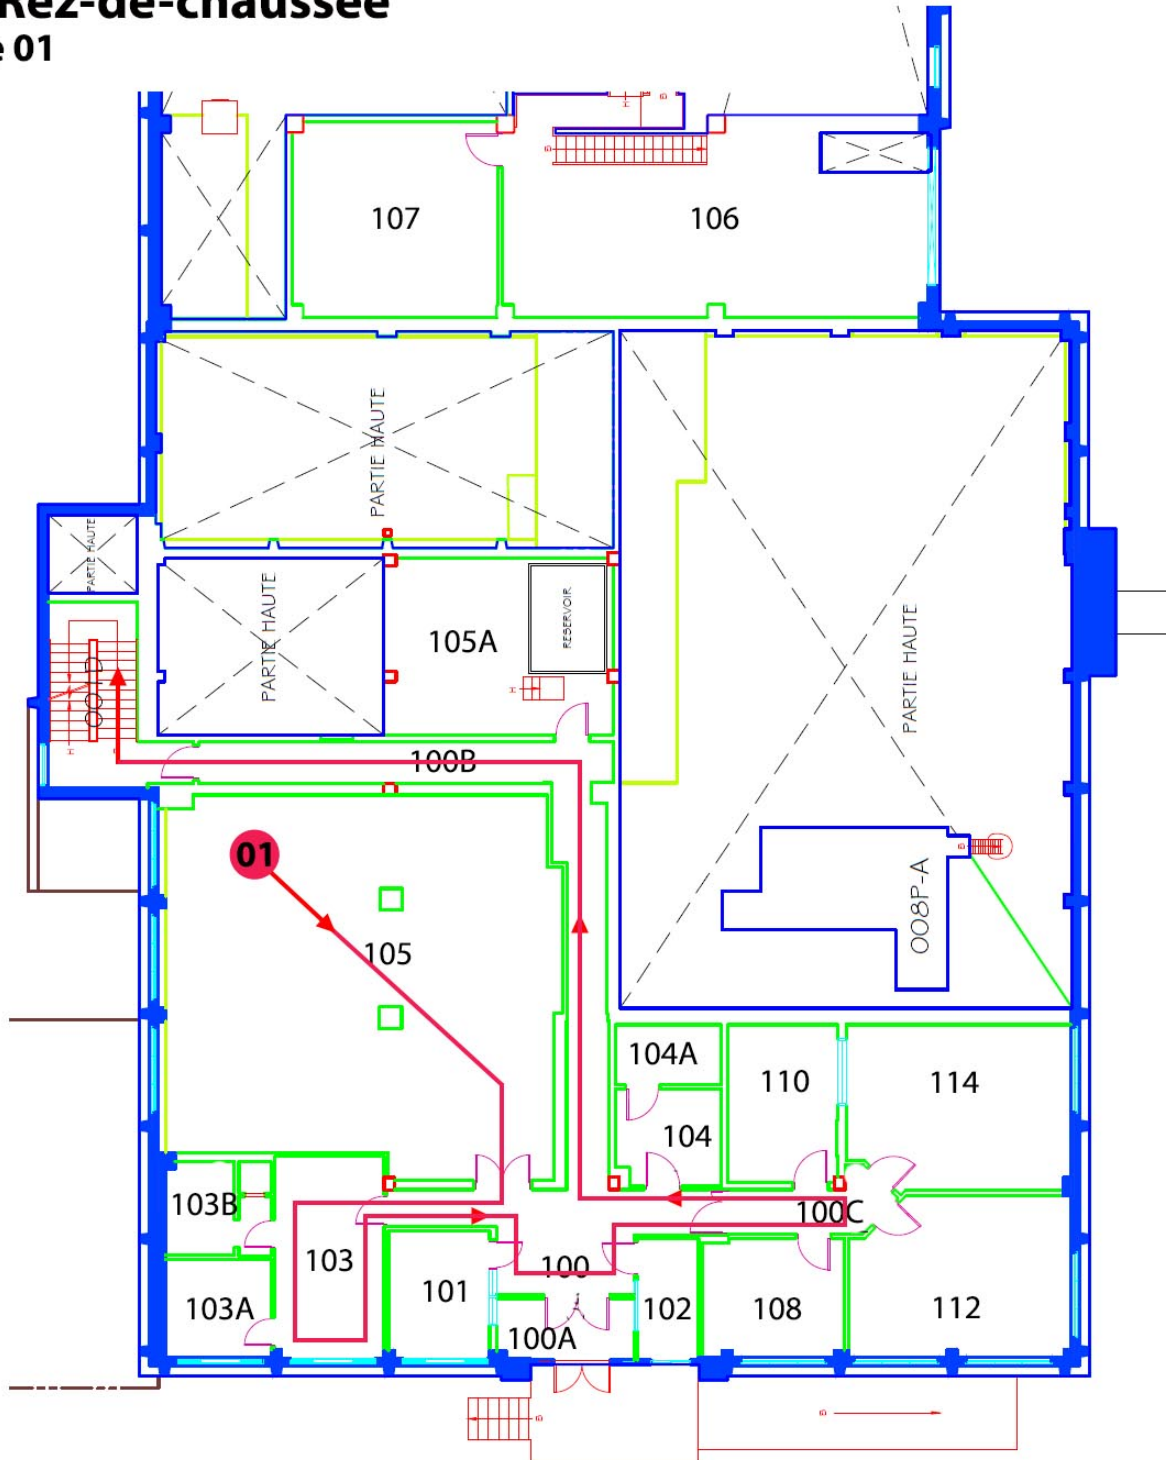 Rez-de-chaussée
e 01
H
B
B
107
106
PARTIE HAUTE
PARTIE HAUTE
PARTIE HAUTE
105A
RESERVOIR
H
PARTIE HAUTE
H
B
100B
01
B
008P-A
105
104A
110
114
104
103B
100C
103
100
101
103A
102
108
112
100A
B
B